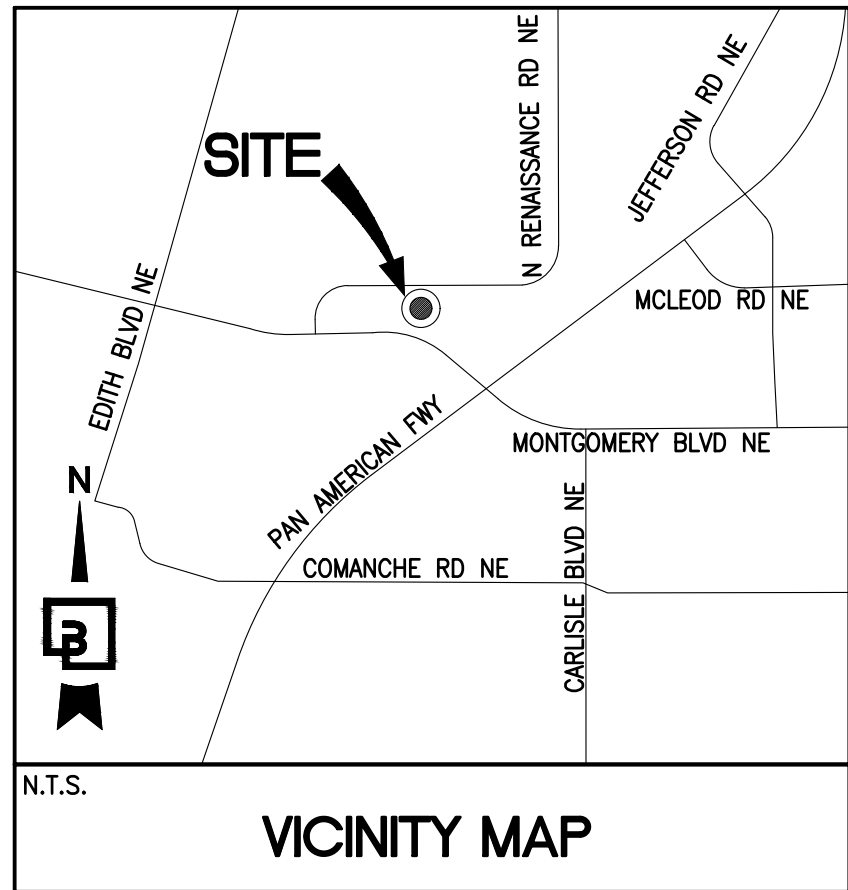 N RENAISSANCE RD NE
JEFFERSON RD NE
SITE
EDITH BLVD NE
MCLEOD RD NE
PAN AMERICAN FWY
MONTGOMERY BLVD NE
N
CARLISLE BLVD NE
COMANCHE RD NE
B
N.T.S.
VICINITY MAP